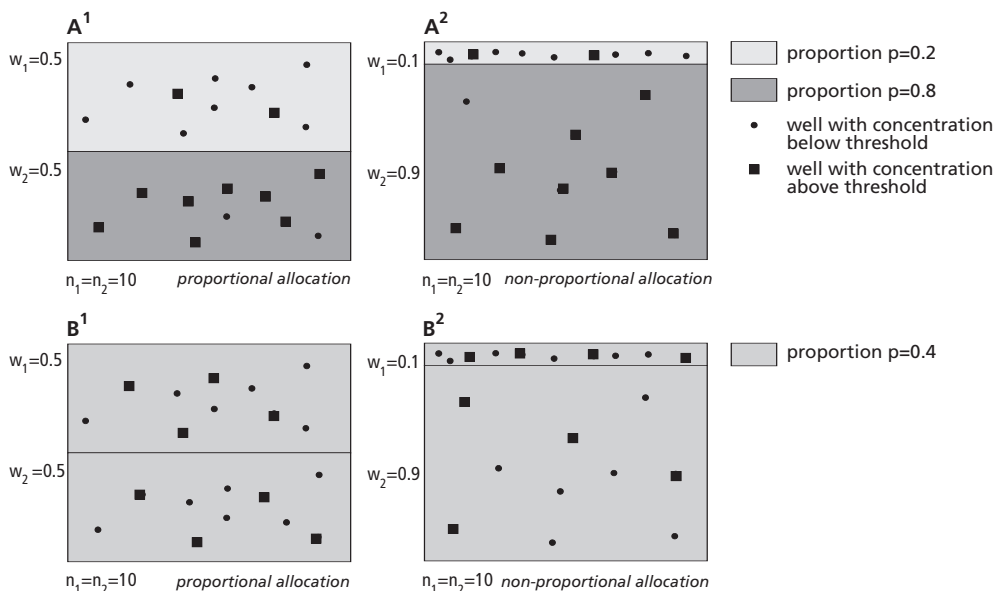 A¹
w₁=0.5
w₂=0.5
n₁=n₂=10 proportional allocation
A²
w₁=0.1
w₂=0.9
n₁=n₂=10 non-proportional allocation
proportion p=0.2
proportion p=0.8
well with concentration
below threshold
well with concentration
above threshold
B¹
w₁=0.5
w₂=0.5
n₁=n₂=10 proportional allocation
B²
w₁=0.1
w₂=0.9
n₁=n₂=10 non-proportional allocation
proportion p=0.4